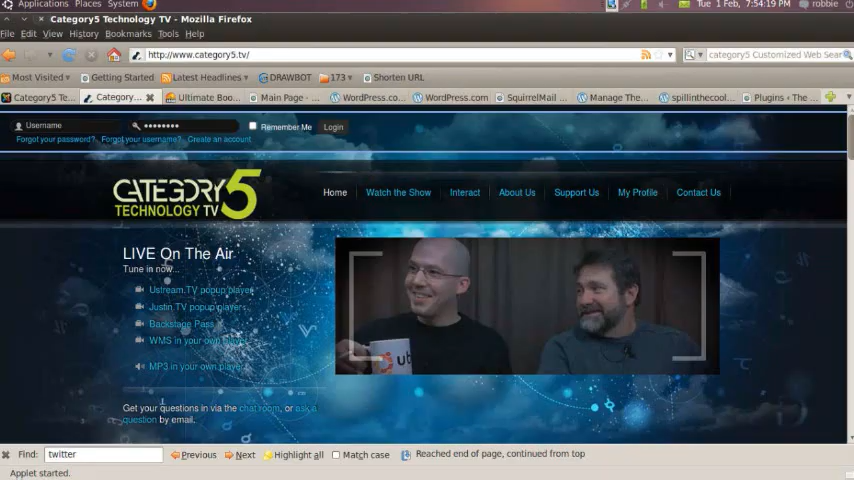 Applications Places System Tue 1 Feb, 7:54:19 robbie
Category5 Technology TV - Mozilla Firefox
File Edit View History Bookmarks Tools Help
http://www.category5.tv/ category5 Customized Web Sear
Most Visited Getting Started Latest Headlines DRAWBOT 173 Shorten URL
Category5 Te... Category... Ultimate Boo... Main Page - ... WordPress.co... WordPress.com SquirrelMail ... Manage The... spillinthecool... Plugins ‹ The ...
Username •••••••• Remember Me Login
Forgot your password? Forgot your username? Create an account
CATEGORY 5
TECHNOLOGY TV
Home Watch the Show Interact About Us Support Us My Profile Contact Us
LIVE On The Air
Tune in now...
Ustream.TV popup player
Justin.TV popup player
Backstage Pass
WMS in your own player
MP3 in your own player
ub
Get your questions in via the chat room, or ask a
question by email.
Find: twitter Previous Next Highlight all Match case Reached end of page, continued from top
Applet started.